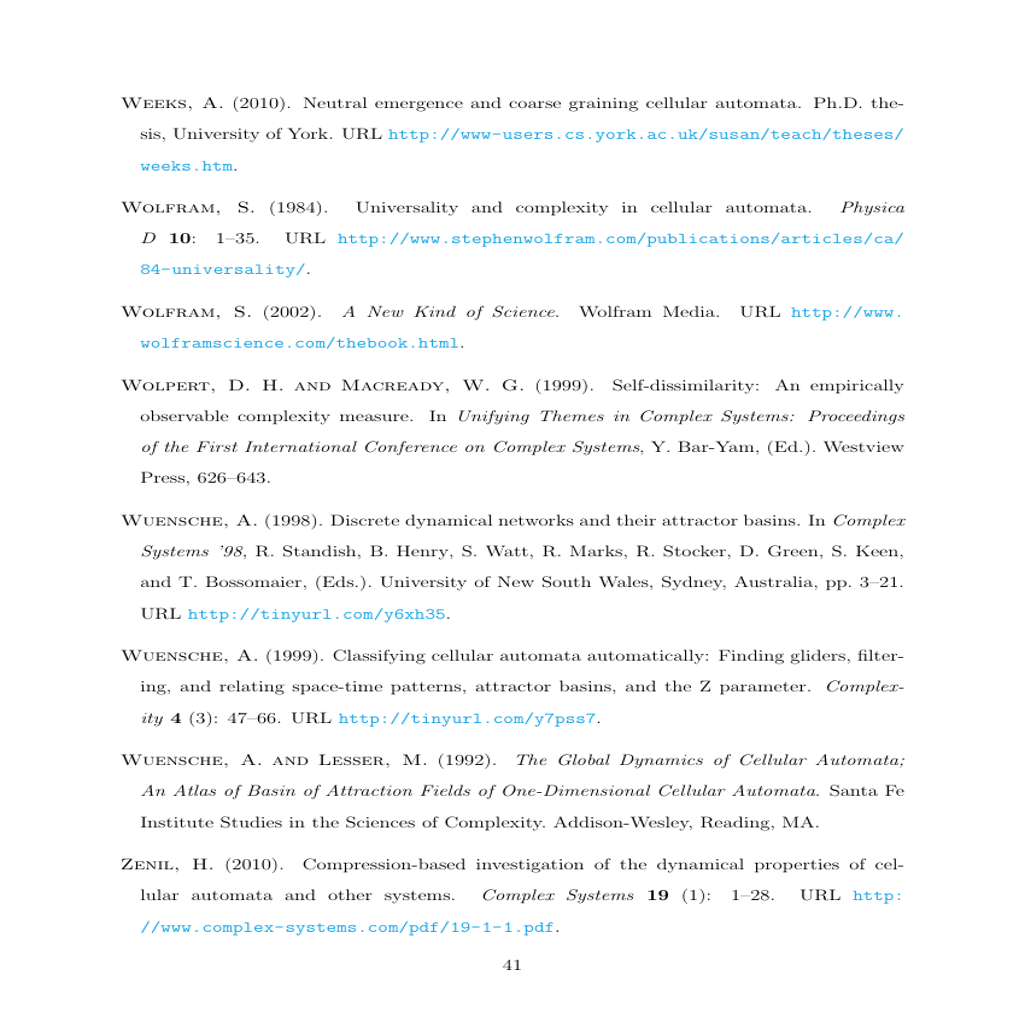 WEEKS, A. (2010). Neutral emergence and coarse graining cellular automata. Ph.D. the-
sis, University of York. URL http://www-users.cs.york.ac.uk/susan/teach/theses/
weeks.htm.
WOLFRAM, S. (1984). Universality and complexity in cellular automata. Physica
D 10: 1–35. URL http://www.stephenwolfram.com/publications/articles/ca/
84-universality/.
WOLFRAM, S. (2002). A New Kind of Science. Wolfram Media. URL http://www.
wolframscience.com/thebook.html.
WOLPERT, D. H. AND MACREADY, W. G. (1999). Self-dissimilarity: An empirically
observable complexity measure. In Unifying Themes in Complex Systems: Proceedings
of the First International Conference on Complex Systems, Y. Bar-Yam, (Ed.). Westview
Press, 626–643.
WUENSCHE, A. (1998). Discrete dynamical networks and their attractor basins. In Complex
Systems ’98, R. Standish, B. Henry, S. Watt, R. Marks, R. Stocker, D. Green, S. Keen,
and T. Bossomaier, (Eds.). University of New South Wales, Sydney, Australia, pp. 3–21.
URL http://tinyurl.com/y6xh35.
WUENSCHE, A. (1999). Classifying cellular automata automatically: Finding gliders, filter-
ing, and relating space-time patterns, attractor basins, and the Z parameter. Complex-
ity 4 (3): 47–66. URL http://tinyurl.com/y7pss7.
WUENSCHE, A. AND LESSER, M. (1992). The Global Dynamics of Cellular Automata;
An Atlas of Basin of Attraction Fields of One-Dimensional Cellular Automata. Santa Fe
Institute Studies in the Sciences of Complexity. Addison-Wesley, Reading, MA.
ZENIL, H. (2010). Compression-based investigation of the dynamical properties of cel-
lular automata and other systems. Complex Systems 19 (1): 1–28. URL http:
//www.complex-systems.com/pdf/19-1-1.pdf.
41